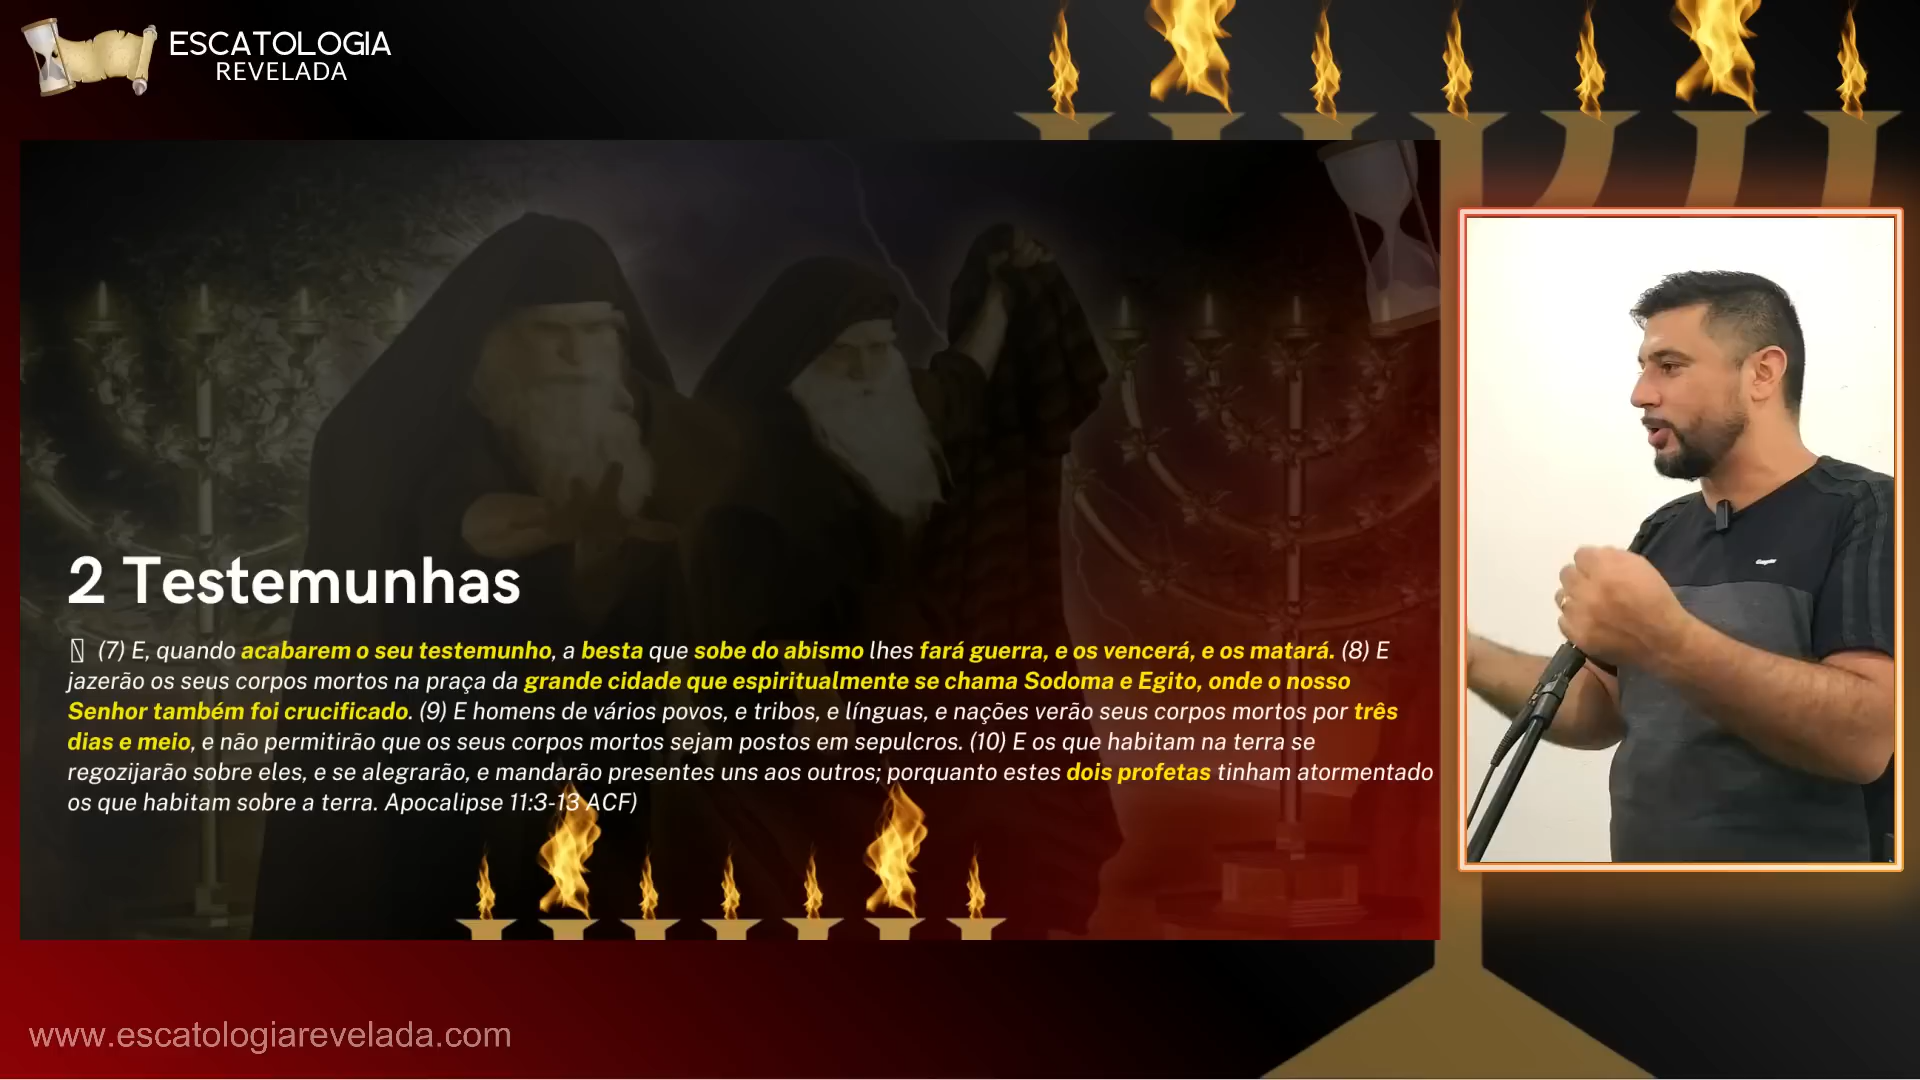 ESCATOLOGIA
REVELADA
2 Testemunhas
(7) E, quando acabarem o seu testemunho, a besta que sobe do abismo lhes fará guerra, e os vencerá, e os matará. (8) E
jazerão os seus corpos mortos na praça da grande cidade que espiritualmente se chama Sodoma e Egito, onde o nosso
Senhor também foi crucificado. (9) E homens de vários povos, e tribos, e línguas, e nações verão seus corpos mortos por três
dias e meio, e não permitirão que os seus corpos mortos sejam postos em sepulcros. (10) E os que habitam na terra se
regozijarão sobre eles, e se alegrarão, e mandarão presentes uns aos outros; porquanto estes dois profetas tinham atormentado
os que habitam sobre a terra. Apocalipse 11:3-13 ACF)
www.escatologiarevelada.com